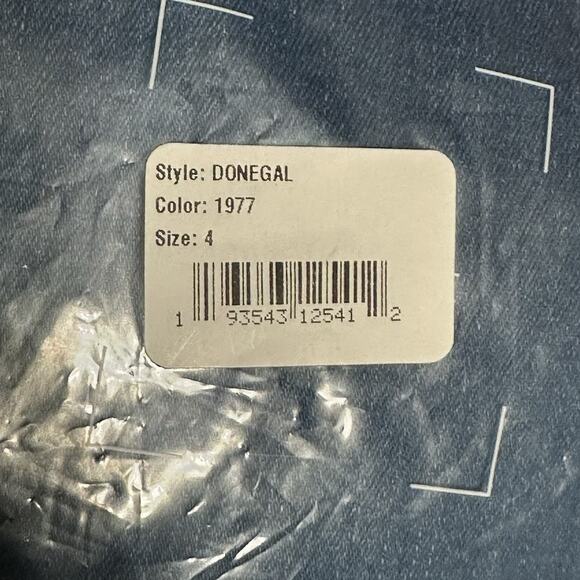 Style: DONEGAL
Color: 1977
Size: 4
1 93543 12541 2